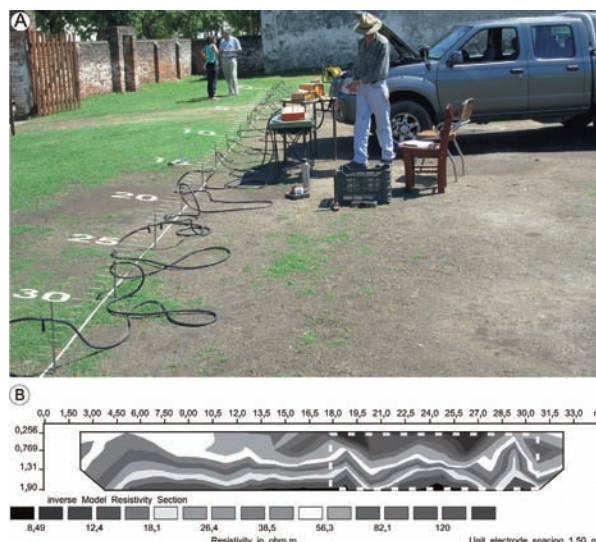 A
10
20
25
30
B
0,0 1,50 3,00 4,50 6,00 7,50 9,00 10,5 12,0 13,5 15,0 16,5 18,0 19,5 21,0 22,5 24,0 25,5 27,0 28,5 30,0 31.5 33,0
0,256
0,769
1,31
1,90
inverse Model Resistivity Section
8,49 12,4 18,1 26,4 38,5 56,3 82,1 120
Resistivity in ohm.m Unit electrode spacing 1.50 m